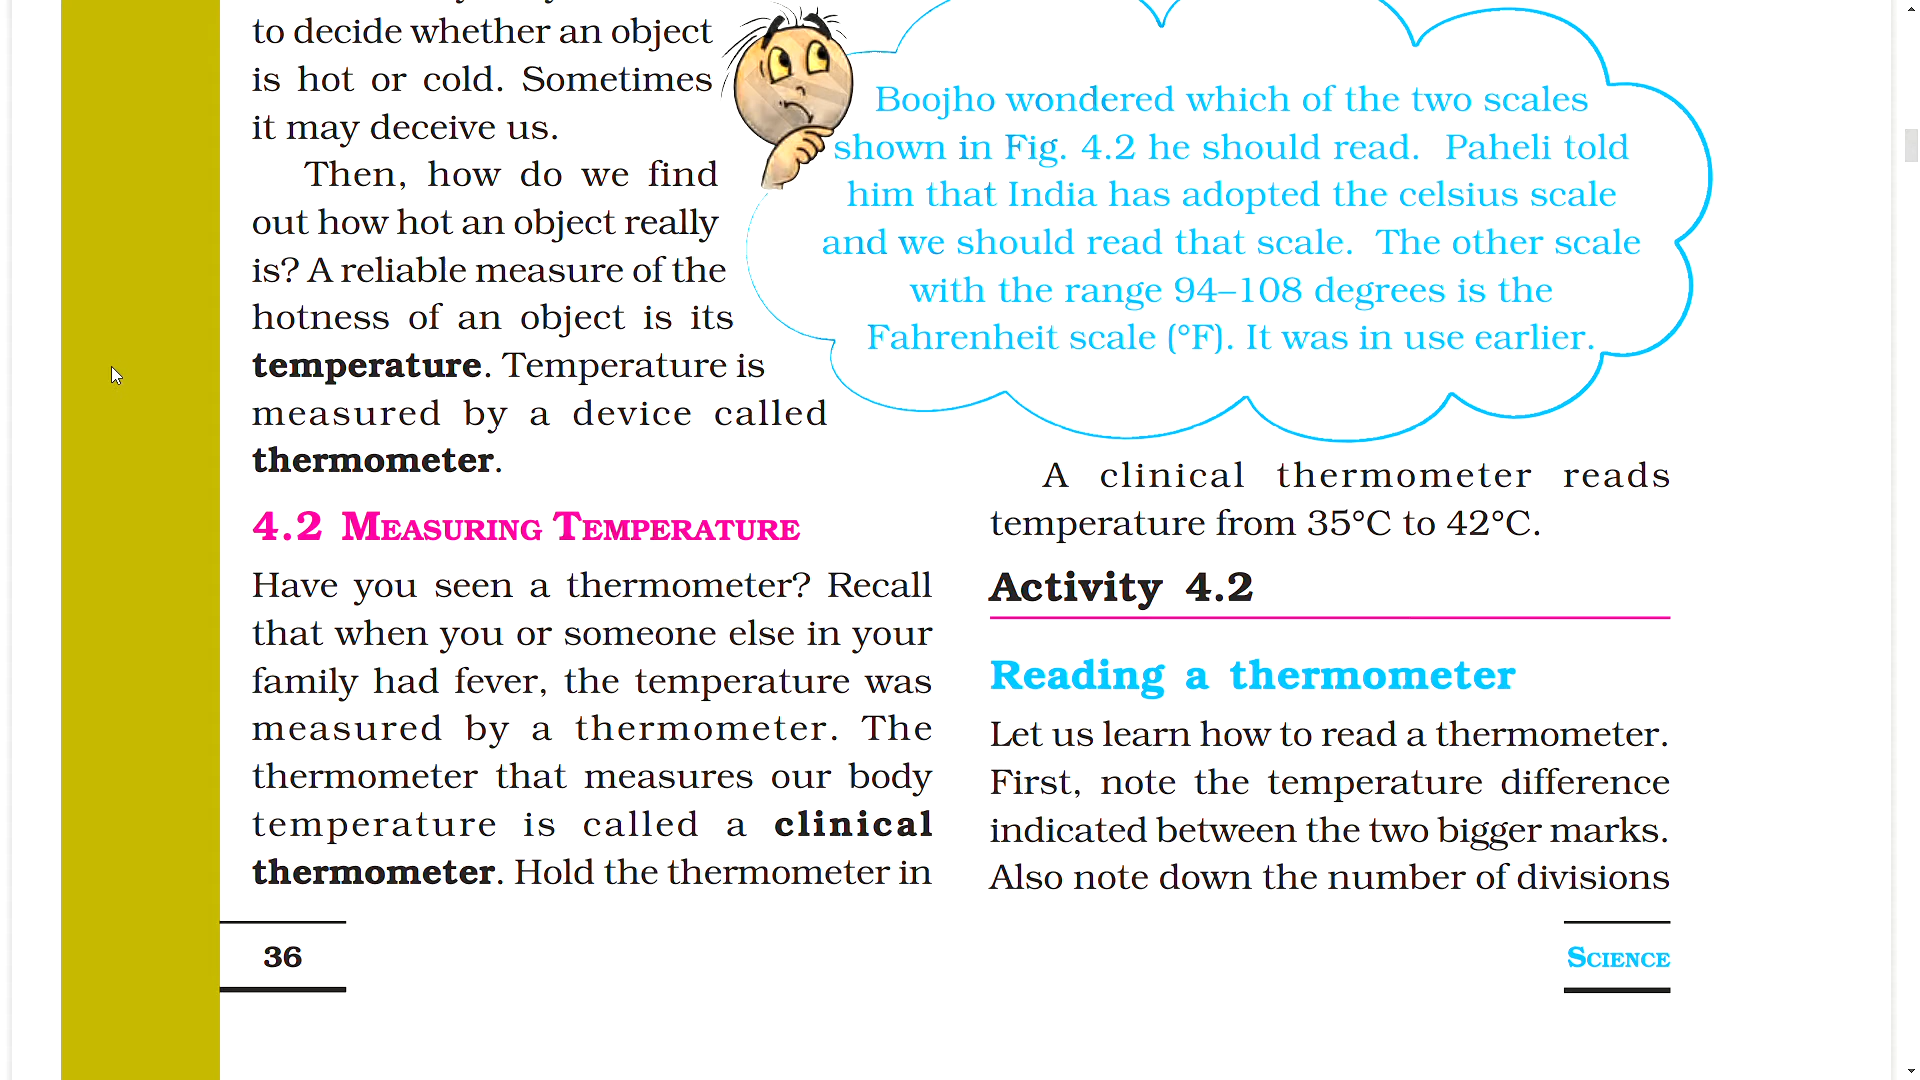 to decide whether an object
is hot or cold. Sometimes
it may deceive us.
Then, how do we find
out how hot an object really
is? A reliable measure of the
hotness of an object is its
temperature. Temperature is
measured by a device called
thermometer.
4.2 MEASURING TEMPERATURE
Have you seen a thermometer? Recall
that when you or someone else in your
family had fever, the temperature was
measured by a thermometer. The
thermometer that measures our body
temperature is called a clinical
thermometer. Hold the thermometer in
Boojho wondered which of the two scales
shown in Fig. 4.2 he should read. Paheli told
him that India has adopted the celsius scale
and we should read that scale. The other scale
with the range 94–108 degrees is the
Fahrenheit scale (°F). It was in use earlier.
A clinical thermometer reads
temperature from 35°C to 42°C.
Activity 4.2
Reading a thermometer
Let us learn how to read a thermometer.
First, note the temperature difference
indicated between the two bigger marks.
Also note down the number of divisions
36
SCIENCE